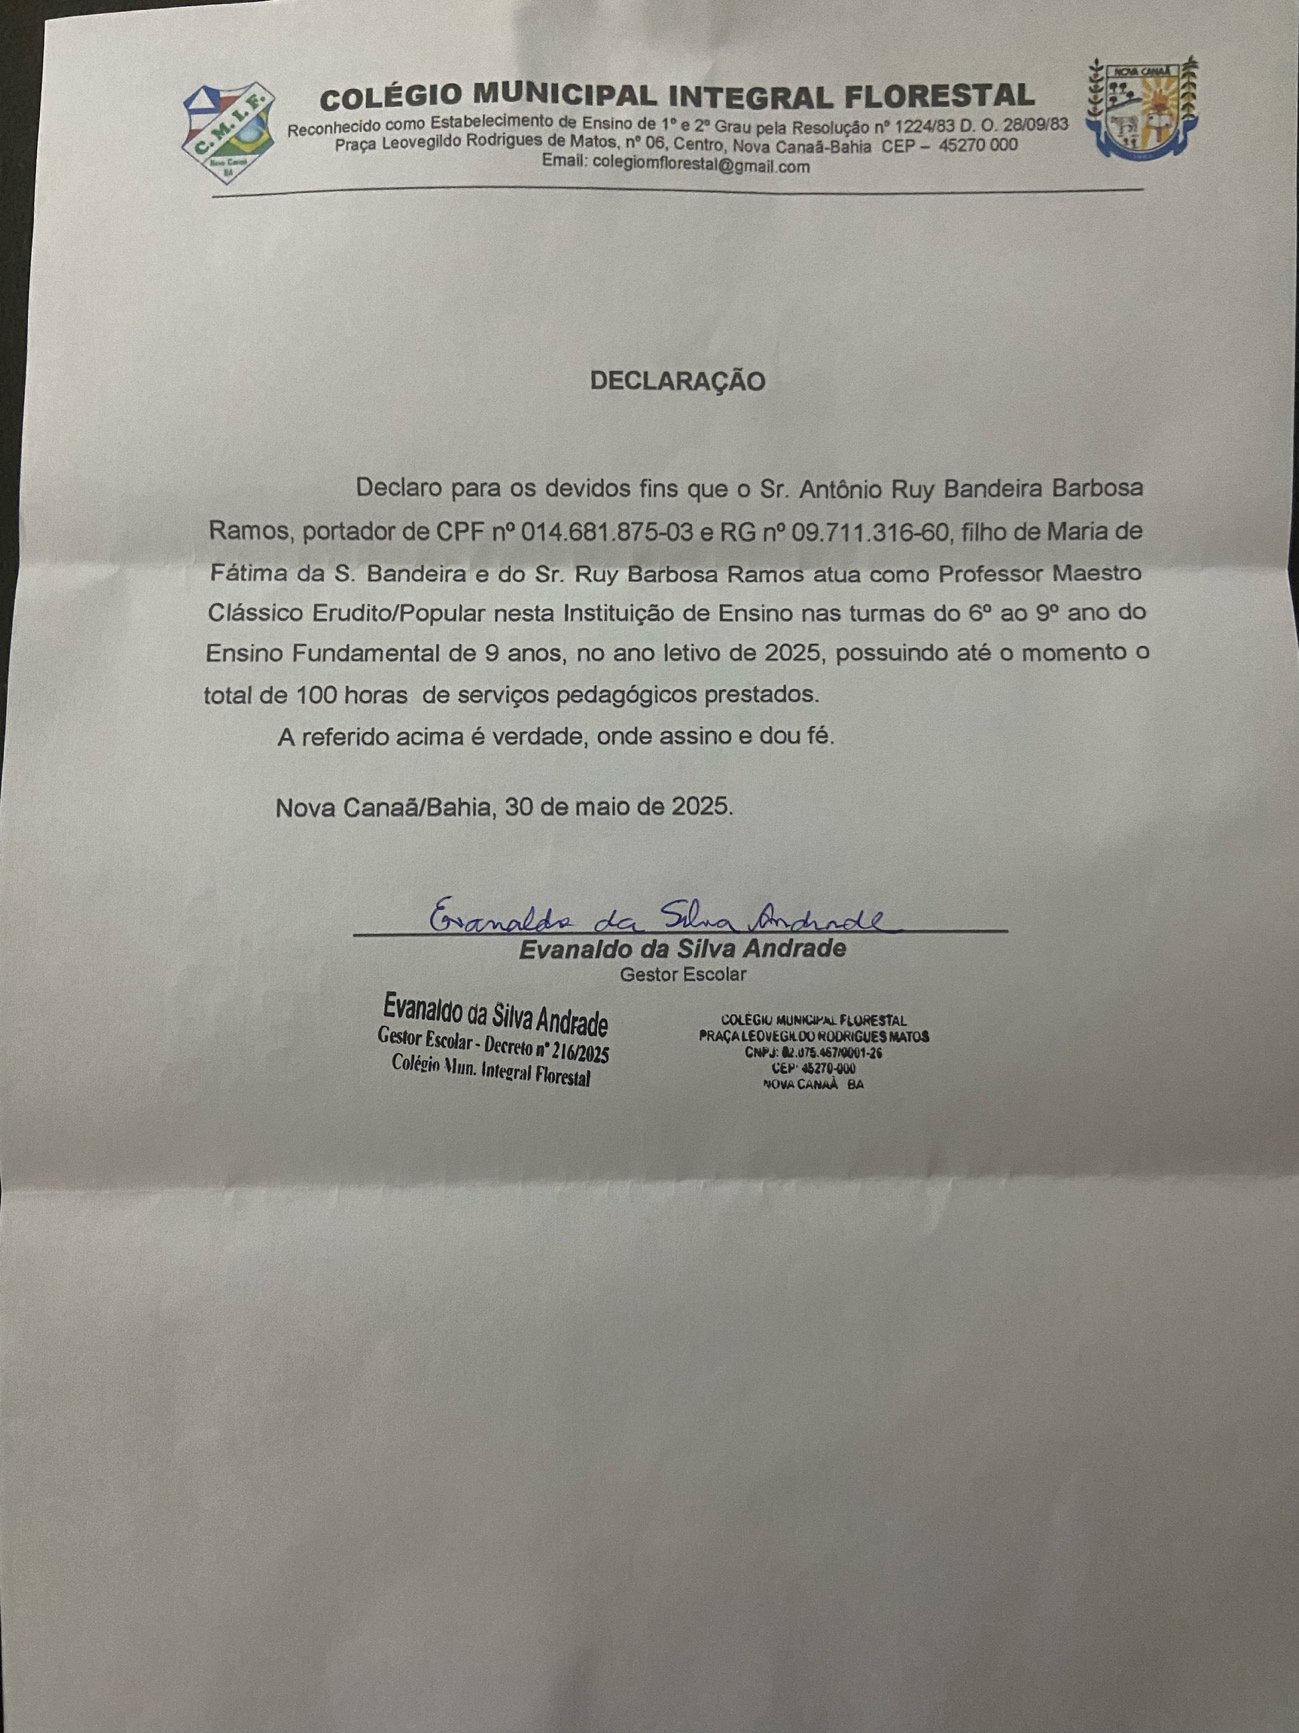 C. M. I. F.
Nova Canaã
BA
COLÉGIO MUNICIPAL INTEGRAL FLORESTAL
Reconhecido como Estabelecimento de Ensino de 1º e 2º Grau pela Resolução nº 1224/83 D. O. 28/09/83
Praça Leovegildo Rodrigues de Matos, nº 06, Centro, Nova Canaã-Bahia CEP – 45270 000
Email: colegiomflorestal@gmail.com
NOVA CANAÃ
DECLARAÇÃO
Declaro para os devidos fins que o Sr. Antônio Ruy Bandeira Barbosa
Ramos, portador de CPF nº 014.681.875-03 e RG nº 09.711.316-60, filho de Maria de
Fátima da S. Bandeira e do Sr. Ruy Barbosa Ramos atua como Professor Maestro
Clássico Erudito/Popular nesta Instituição de Ensino nas turmas do 6º ao 9º ano do
Ensino Fundamental de 9 anos, no ano letivo de 2025, possuindo até o momento o
total de 100 horas de serviços pedagógicos prestados.
A referido acima é verdade, onde assino e dou fé.
Nova Canaã/Bahia, 30 de maio de 2025.
Evanaldo da Silva Andrade
Evanaldo da Silva Andrade
Gestor Escolar
Evanaldo da Silva Andrade
Gestor Escolar - Decreto nº 216/2025
Colégio Mun. Integral Florestal
COLÉGIO MUNICIPAL FLORESTAL
PRAÇA LEOVEGILDO RODRIGUES MATOS
CNPJ: 02.075.467/0001-26
CEP: 45270-000
NOVA CANAÃ BA